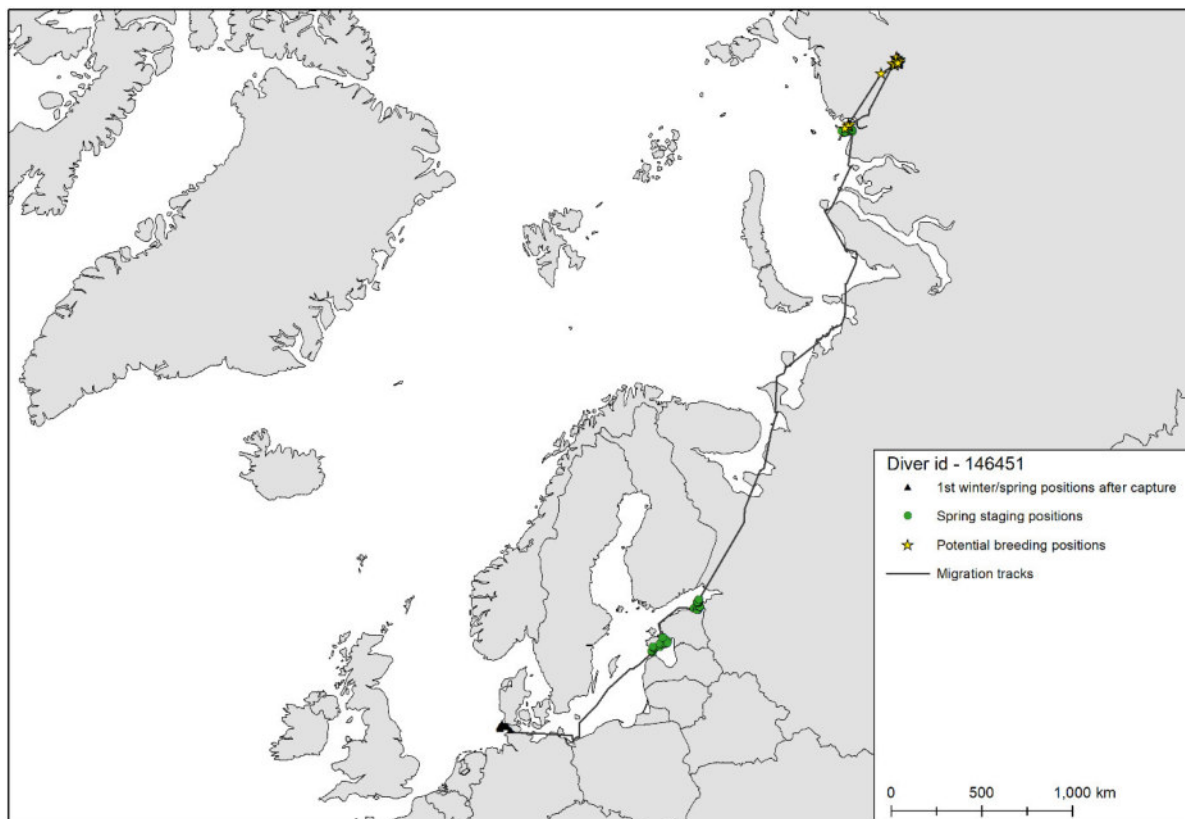 Diver id - 146451
1st winter/spring positions after capture
Spring staging positions
Potential breeding positions
Migration tracks
0 500 1,000 km